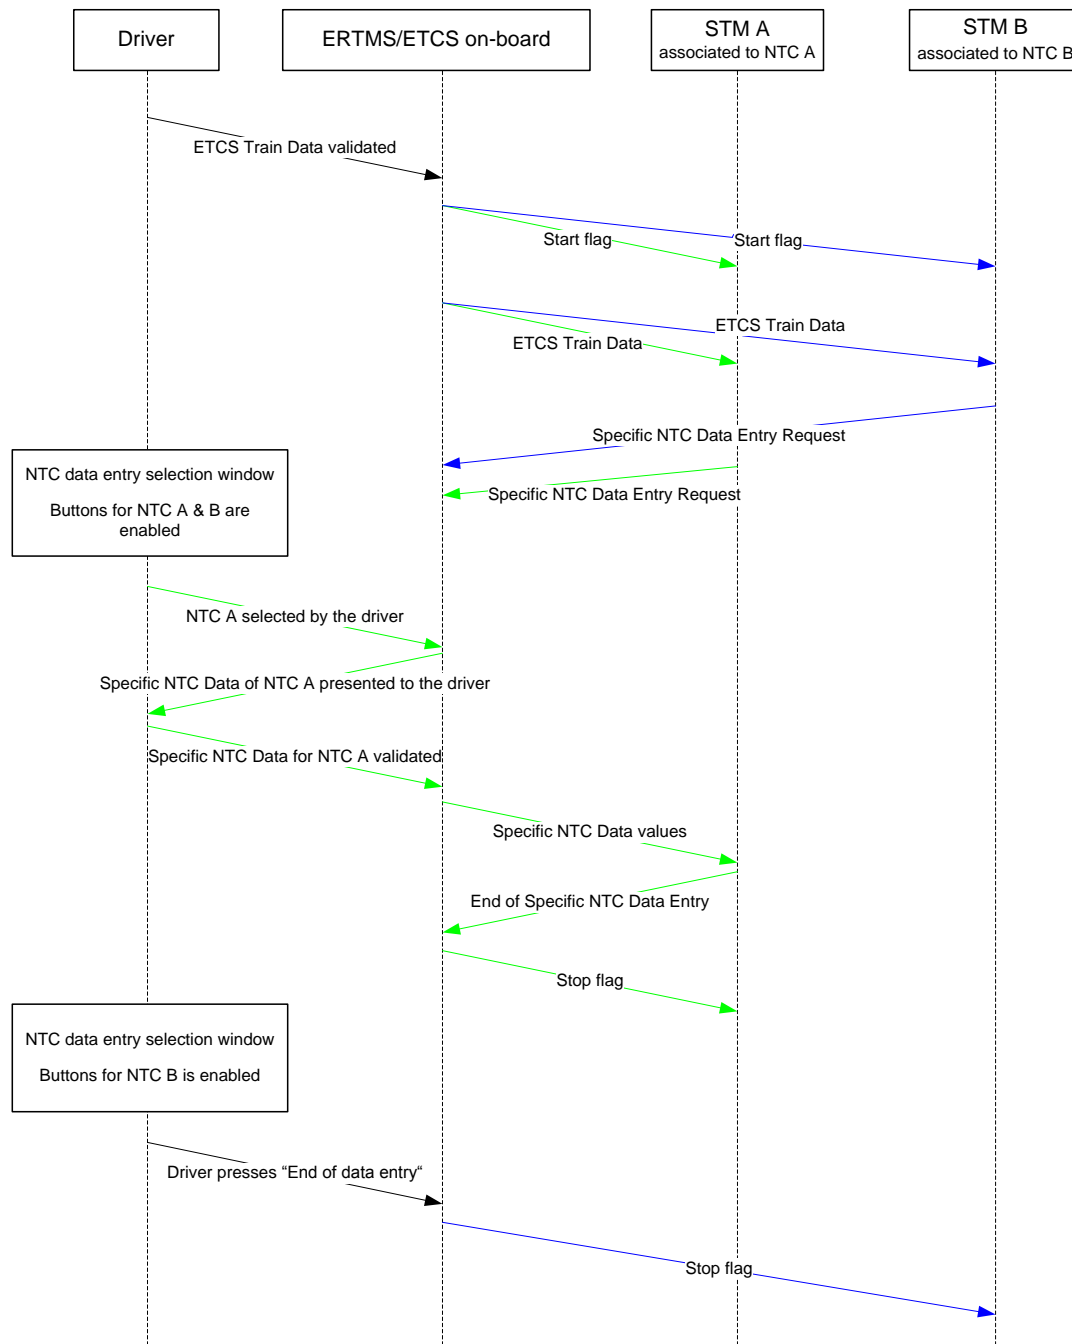 Driver
ERTMS/ETCS on-board
STM A
associated to NTC A
STM B
associated to NTC B
ETCS Train Data validated
Start flag
Start flag
ETCS Train Data
ETCS Train Data
Specific NTC Data Entry Request
Specific NTC Data Entry Request
NTC data entry selection window
Buttons for NTC A & B are
enabled
NTC A selected by the driver
Specific NTC Data of NTC A presented to the driver
Specific NTC Data for NTC A validated
Specific NTC Data values
End of Specific NTC Data Entry
Stop flag
NTC data entry selection window
Buttons for NTC B is enabled
Driver presses “End of data entry“
Stop flag